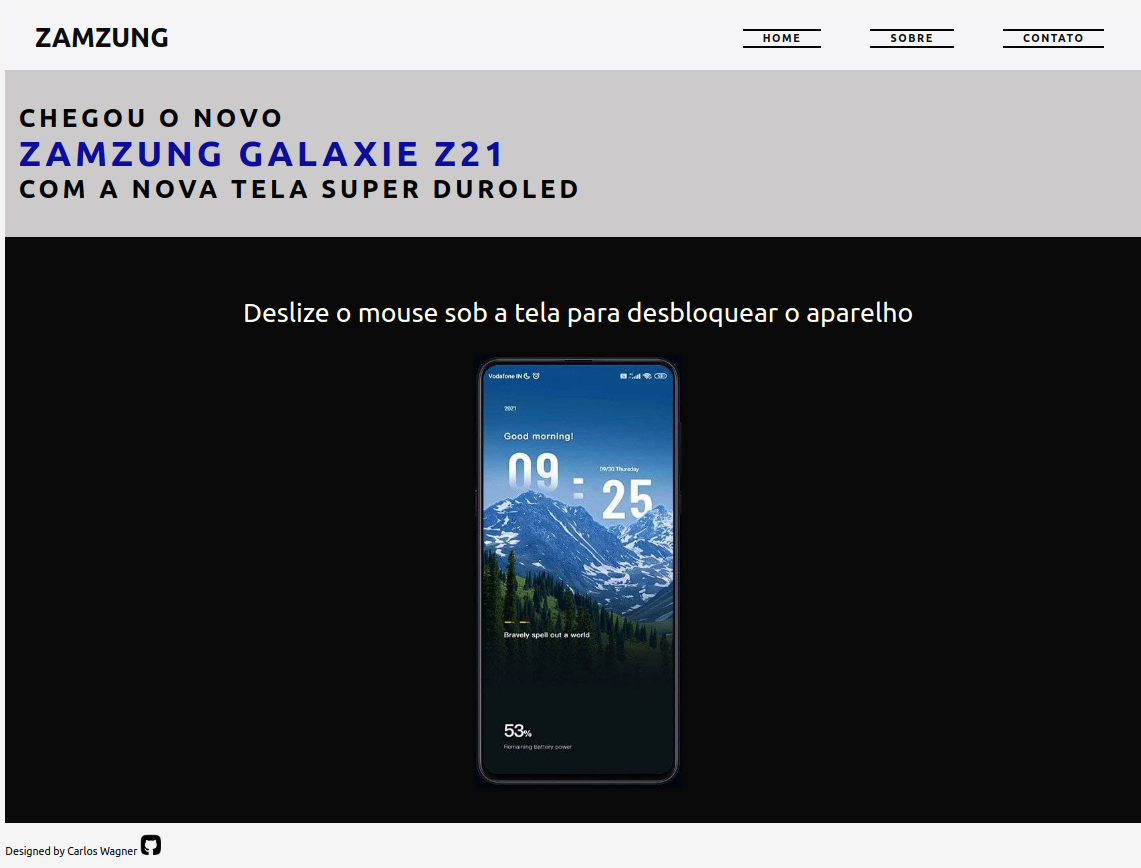 ZAMZUNG
HOME SOBRE CONTATO
CHEGOU O NOVO
ZAMZUNG GALAXIE Z21
COM A NOVA TELA SUPER DUROLED
Deslize o mouse sob a tela para desbloquear o aparelho
Vodafone IN
2021
Good morning!
09/30 Thursday
09:25
Bravely spell out a world
53%
Remaining battery power
Designed by Carlos Wagner